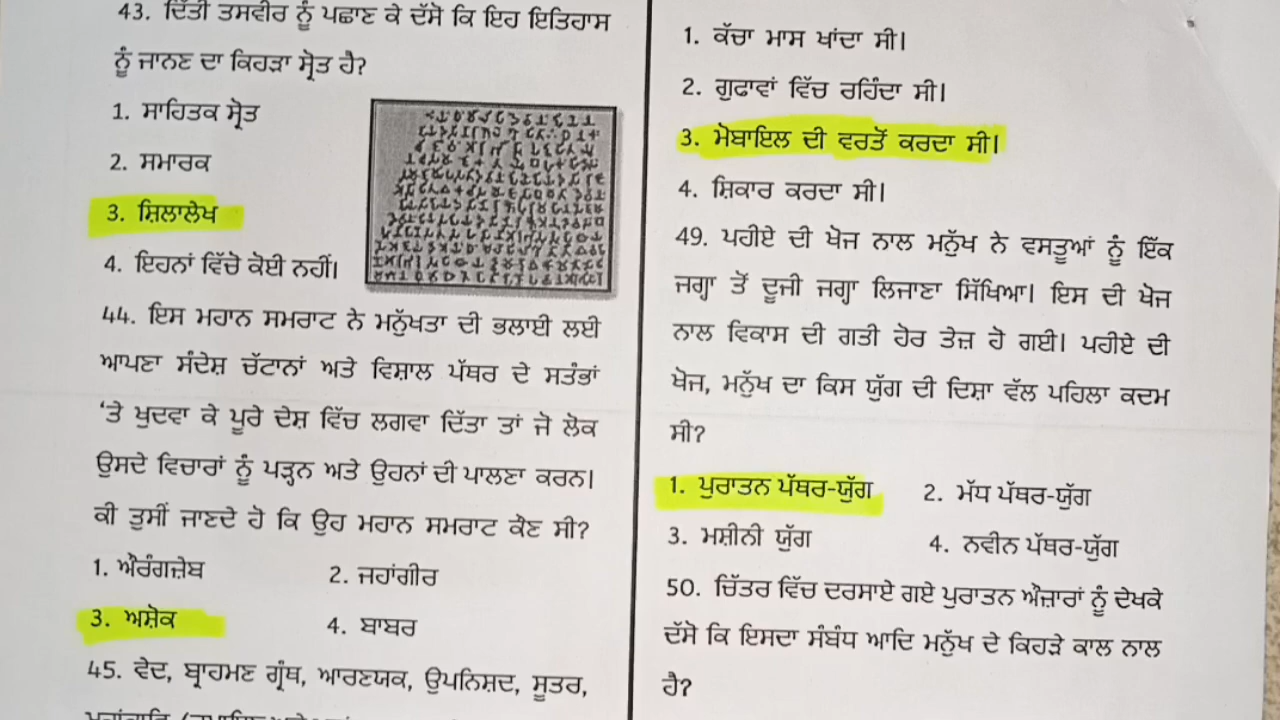 43. ਦਿੱਤੀ ਤਸਵੀਰ ਨੂੰ ਪਛਾਣ ਕੇ ਦੱਸੋ ਕਿ ਇਹ ਇਤਿਹਾਸ
ਨੂੰ ਜਾਨਣ ਦਾ ਕਿਹੜਾ ਸ੍ਰੋਤ ਹੈ?
1. ਸਾਹਿਤਕ ਸ੍ਰੋਤ
2. ਸਮਾਰਕ
3. ਸ਼ਿਲਾਲੇਖ
4. ਇਹਨਾਂ ਵਿੱਚੋ ਕੋਈ ਨਹੀਂ।
44. ਇਸ ਮਹਾਨ ਸਮਰਾਟ ਨੇ ਮਨੁੱਖਤਾ ਦੀ ਭਲਾਈ ਲਈ
ਆਪਣਾ ਸੰਦੇਸ਼ ਚੱਟਾਨਾਂ ਅਤੇ ਵਿਸ਼ਾਲ ਪੱਥਰ ਦੇ ਸਤੰਭਾਂ
'ਤੇ ਖੁਦਵਾ ਕੇ ਪੂਰੇ ਦੇਸ਼ ਵਿੱਚ ਲਗਵਾ ਦਿੱਤਾ ਤਾਂ ਜੋ ਲੋਕ
ਉਸਦੇ ਵਿਚਾਰਾਂ ਨੂੰ ਪੜ੍ਹਨ ਅਤੇ ਉਹਨਾਂ ਦੀ ਪਾਲਣਾ ਕਰਨ।
ਕੀ ਤੁਸੀਂ ਜਾਣਦੇ ਹੋ ਕਿ ਉਹ ਮਹਾਨ ਸਮਰਾਟ ਕੌਣ ਸੀ?
1. ਔਰੰਗਜ਼ੇਬ 2. ਜਹਾਂਗੀਰ
3. ਅਸ਼ੋਕ 4. ਬਾਬਰ
45. ਵੇਦ, ਬ੍ਰਾਹਮਣ ਗ੍ਰੰਥ, ਆਰਣਯਕ, ਉਪਨਿਸ਼ਦ, ਸੂਤਰ,
1. ਕੱਚਾ ਮਾਸ ਖਾਂਦਾ ਸੀ।
2. ਗੁਫਾਵਾਂ ਵਿੱਚ ਰਹਿੰਦਾ ਸੀ।
3. ਮੋਬਾਇਲ ਦੀ ਵਰਤੋਂ ਕਰਦਾ ਸੀ।
4. ਸ਼ਿਕਾਰ ਕਰਦਾ ਸੀ।
49. ਪਹੀਏ ਦੀ ਖੋਜ ਨਾਲ ਮਨੁੱਖ ਨੇ ਵਸਤੂਆਂ ਨੂੰ ਇੱਕ
ਜਗ੍ਹਾ ਤੋਂ ਦੂਜੀ ਜਗ੍ਹਾ ਲਿਜਾਣਾ ਸਿੱਖਿਆ। ਇਸ ਦੀ ਖੋਜ
ਨਾਲ ਵਿਕਾਸ ਦੀ ਗਤੀ ਹੋਰ ਤੇਜ਼ ਹੋ ਗਈ। ਪਹੀਏ ਦੀ
ਖੋਜ, ਮਨੁੱਖ ਦਾ ਕਿਸ ਯੁੱਗ ਦੀ ਦਿਸ਼ਾ ਵੱਲ ਪਹਿਲਾ ਕਦਮ
ਸੀ?
1. ਪੁਰਾਤਨ ਪੱਥਰ-ਯੁੱਗ 2. ਮੱਧ ਪੱਥਰ-ਯੁੱਗ
3. ਮਸ਼ੀਨੀ ਯੁੱਗ 4. ਨਵੀਨ ਪੱਥਰ-ਯੁੱਗ
50. ਚਿੱਤਰ ਵਿੱਚ ਦਰਸਾਏ ਗਏ ਪੁਰਾਤਨ ਔਜ਼ਾਰਾਂ ਨੂੰ ਦੇਖਕੇ
ਦੱਸੋ ਕਿ ਇਸਦਾ ਸੰਬੰਧ ਆਦਿ ਮਨੁੱਖ ਦੇ ਕਿਹੜੇ ਕਾਲ ਨਾਲ
ਹੈ?